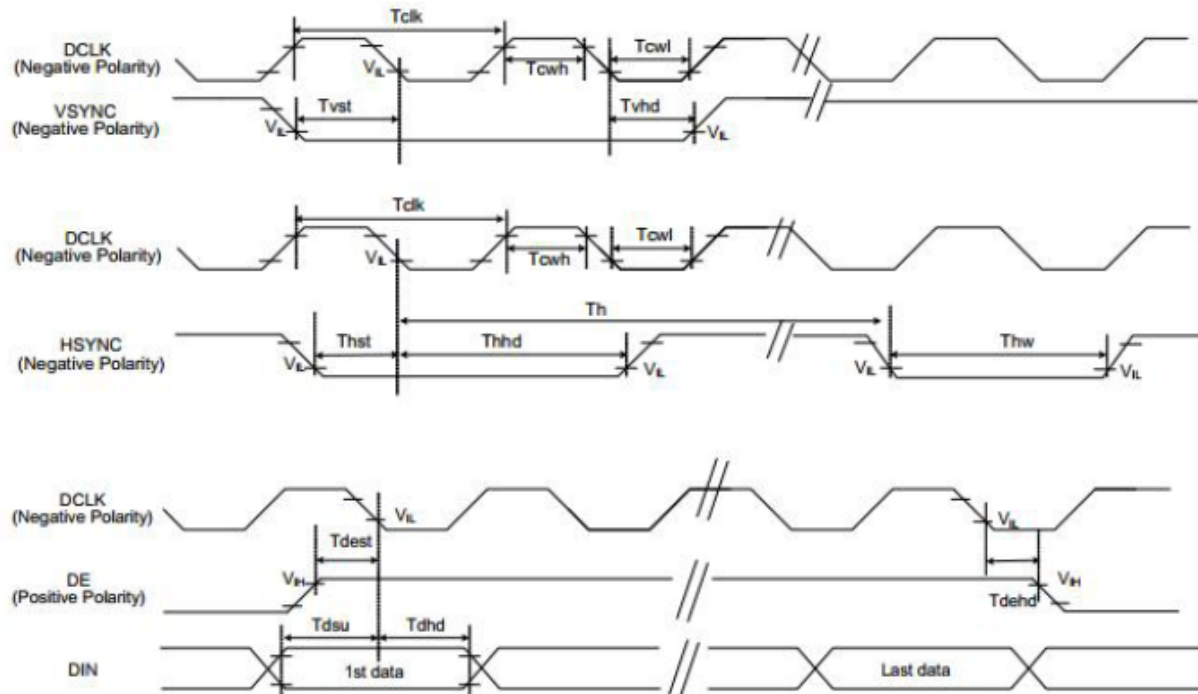 Tclk
DCLK
(Negative Polarity)
VIL
Tcwh
Tcwl
VSYNC
(Negative Polarity)
VIL
Tvst
Tvhd
VIL
Tclk
DCLK
(Negative Polarity)
VIL
Tcwh
Tcwl
Th
HSYNC
(Negative Polarity)
VIL
Thst
Thhd
VIL
VIL
Thw
VIL
DCLK
(Negative Polarity)
VIL
VIL
Tdest
DE
(Positive Polarity)
VIH
VIH
Tdehd
Tdsu
Tdhd
DIN
1st data
Last data